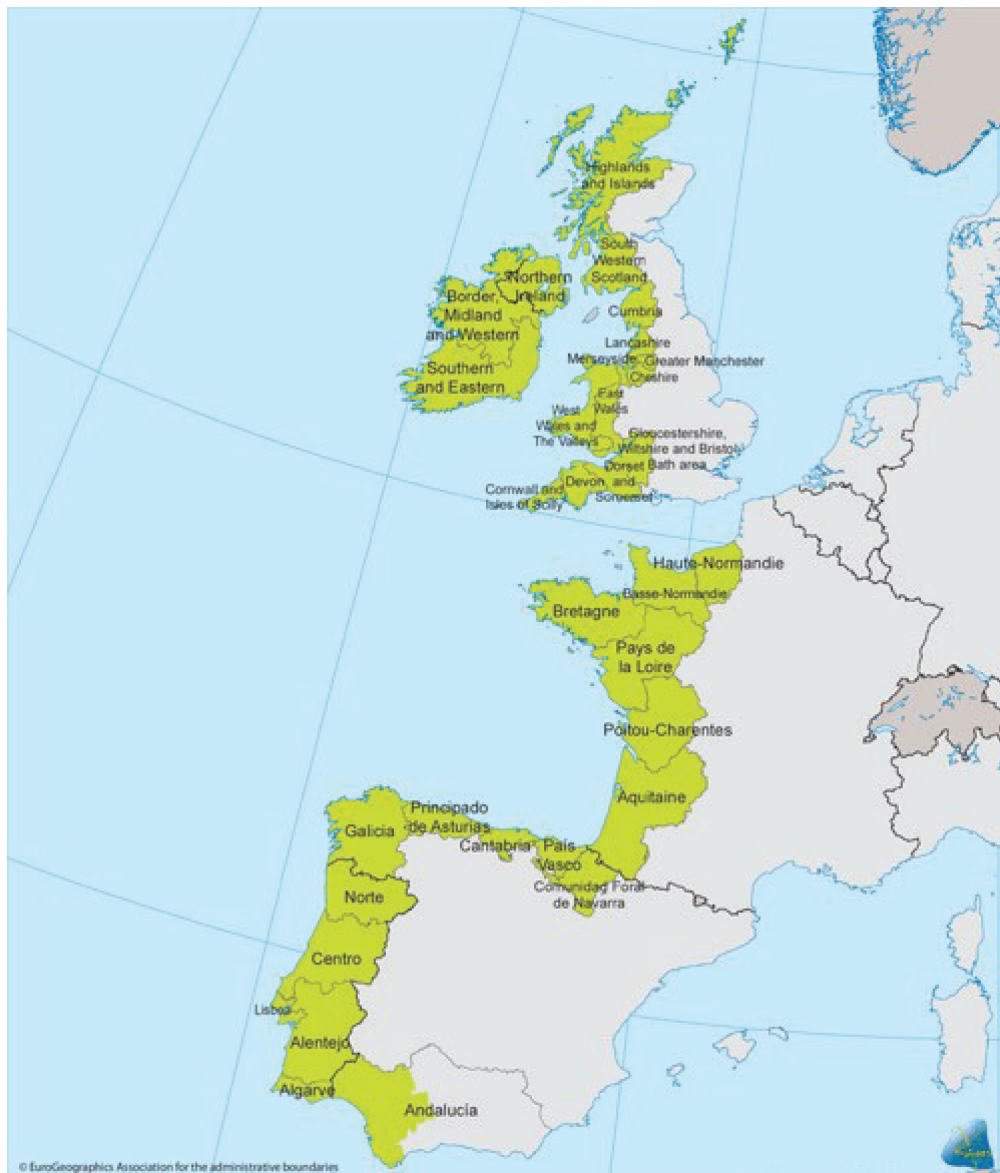 Highlands
and Islands
South
Western
Scotland
Northern
Ireland
Border,
Midland
and Western
Southern
and Eastern
Cumbria
Lancashire
Merseyside
Greater Manchester
Cheshire
East
Wales
West
Wales and
The Valleys
Gloucestershire,
Wiltshire and Bristol
Bath area
Dorset
and
Somerset
Devon
Cornwall and
Isles of Scilly
Haute-Normandie
Basse-Normandie
Bretagne
Pays de
la Loire
Poitou-Charentes
Aquitaine
Principado
de Asturias
Galicia
Cantabria
País
Vasco
Comunidad Foral
de Navarra
Norte
Centro
Lisboa
Alentejo
Algarve
Andalucía
© EuroGeographics Association for the administrative boundaries